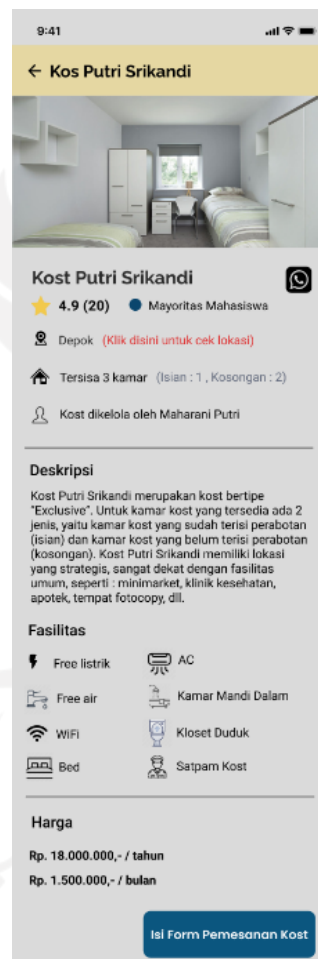 9:41
← Kos Putri Srikandi
Kost Putri Srikandi
4.9 (20) Mayoritas Mahasiswa
Depok (Klik disini untuk cek lokasi)
Tersisa 3 kamar (Isian : 1 , Kosongan : 2)
Kost dikelola oleh Maharani Putri
Deskripsi
Kost Putri Srikandi merupakan kost bertipe
"Exclusive". Untuk kamar kost yang tersedia ada 2
jenis, yaitu kamar kost yang sudah terisi perabotan
(isian) dan kamar kost yang belum terisi perabotan
(kosongan). Kost Putri Srikandi memiliki lokasi
yang strategis, sangat dekat dengan fasilitas
umum, seperti : minimarket, klinik kesehatan,
apotek, tempat fotocopy, dll.
Fasilitas
Free listrik AC
Free air Kamar Mandi Dalam
WiFi Kloset Duduk
Bed Satpam Kost
Harga
Rp. 18.000.000,- / tahun
Rp. 1.500.000,- / bulan
Isi Form Pemesanan Kost